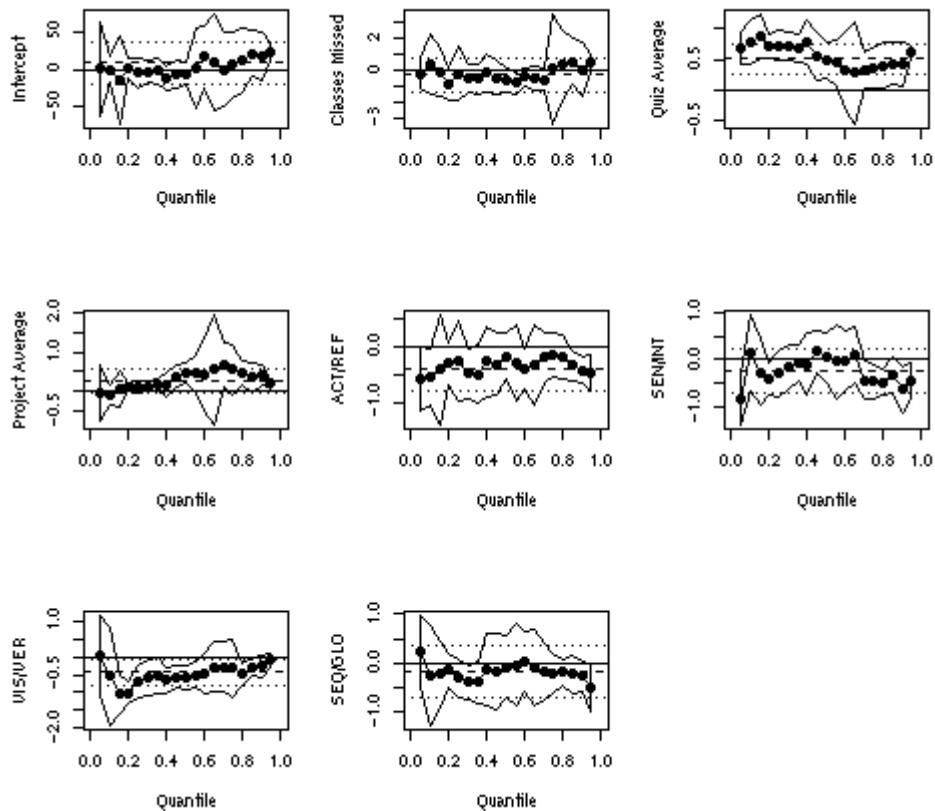 Intercept
50
0
-50
0.0 0.2 0.4 0.6 0.8 1.0
Quantile
Classes Missed
2
0
-3
0.0 0.2 0.4 0.6 0.8 1.0
Quantile
Quiz Average
0.5
-0.5
0.0 0.2 0.4 0.6 0.8 1.0
Quantile
Project Average
2.0
1.0
-0.5
0.0 0.2 0.4 0.6 0.8 1.0
Quantile
ACT/REF
0.0
-1.0
0.0 0.2 0.4 0.6 0.8 1.0
Quantile
SEN/INT
1.0
0.0
-1.0
0.0 0.2 0.4 0.6 0.8 1.0
Quantile
VIS/VER
1.0
-0.5
-2.0
0.0 0.2 0.4 0.6 0.8 1.0
Quantile
SEQ/GLO
1.0
0.0
-1.0
0.0 0.2 0.4 0.6 0.8 1.0
Quantile